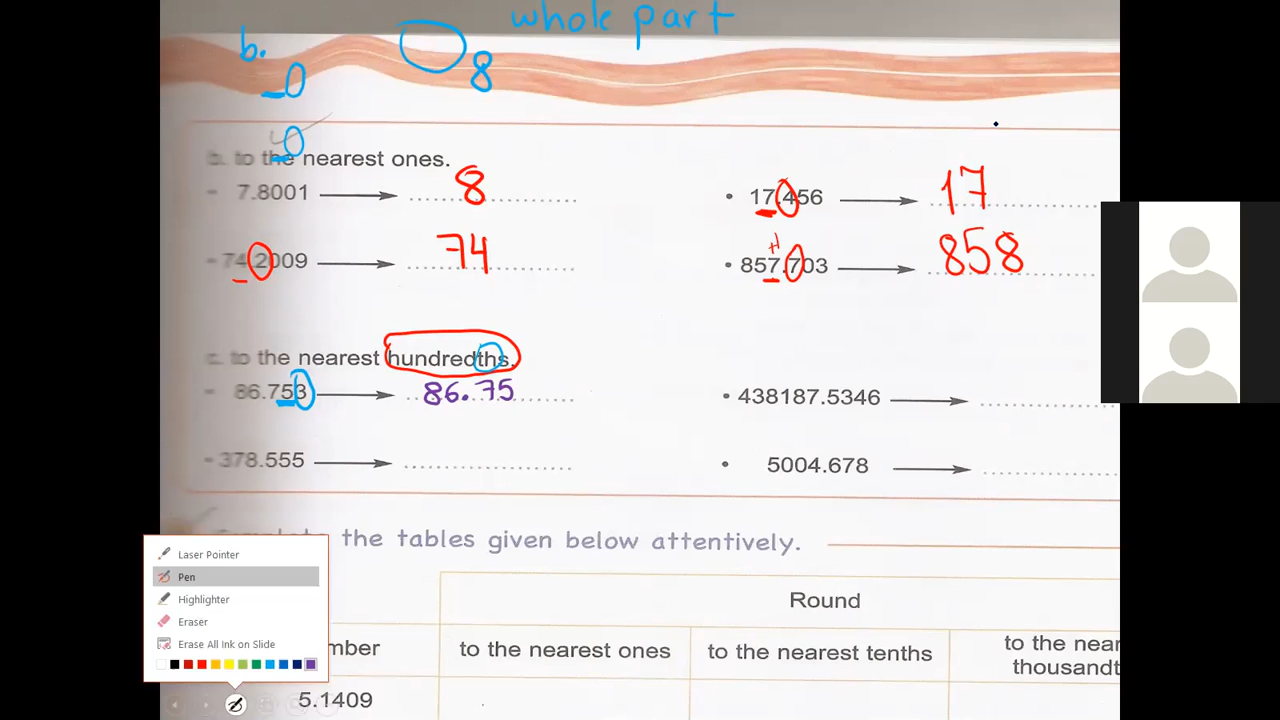 whole part
b.
_0
8
_0
b. to the nearest ones.
- 7.8001 → 8
• 17.456 → 17
- 74.2009 → 74
+1
• 857.703 → 858
c. to the nearest hundredths.
- 86.753 → 86.75
• 438187.5346 →
- 378.555 →
• 5004.678 →
the tables given below attentively.
Round
mber
to the nearest ones
to the nearest tenths
to the near
thousandt
5.1409
Laser Pointer
Pen
Highlighter
Eraser
Erase All Ink on Slide